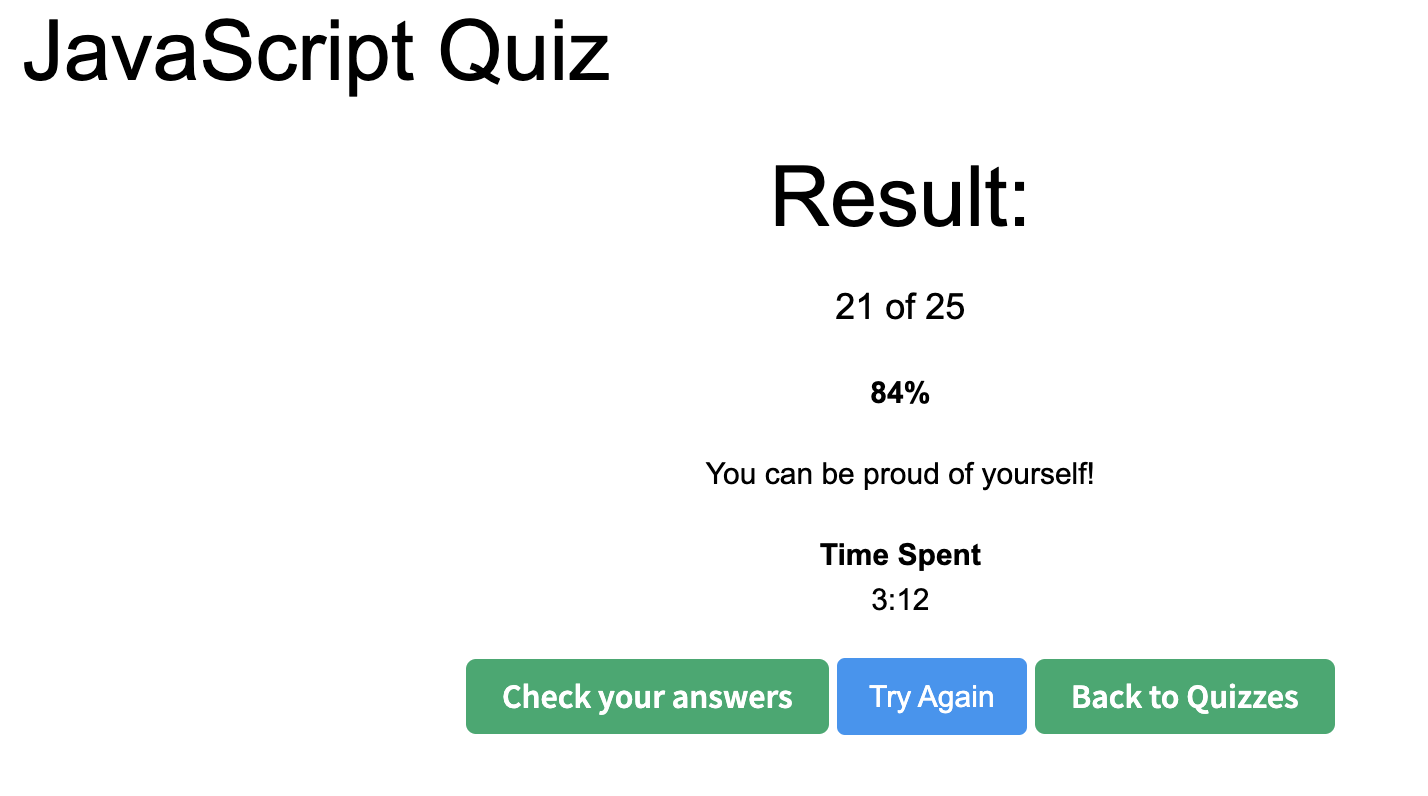 JavaScript Quiz
Result:
21 of 25
84%
You can be proud of yourself!
Time Spent
3:12
Check your answers Try Again Back to Quizzes